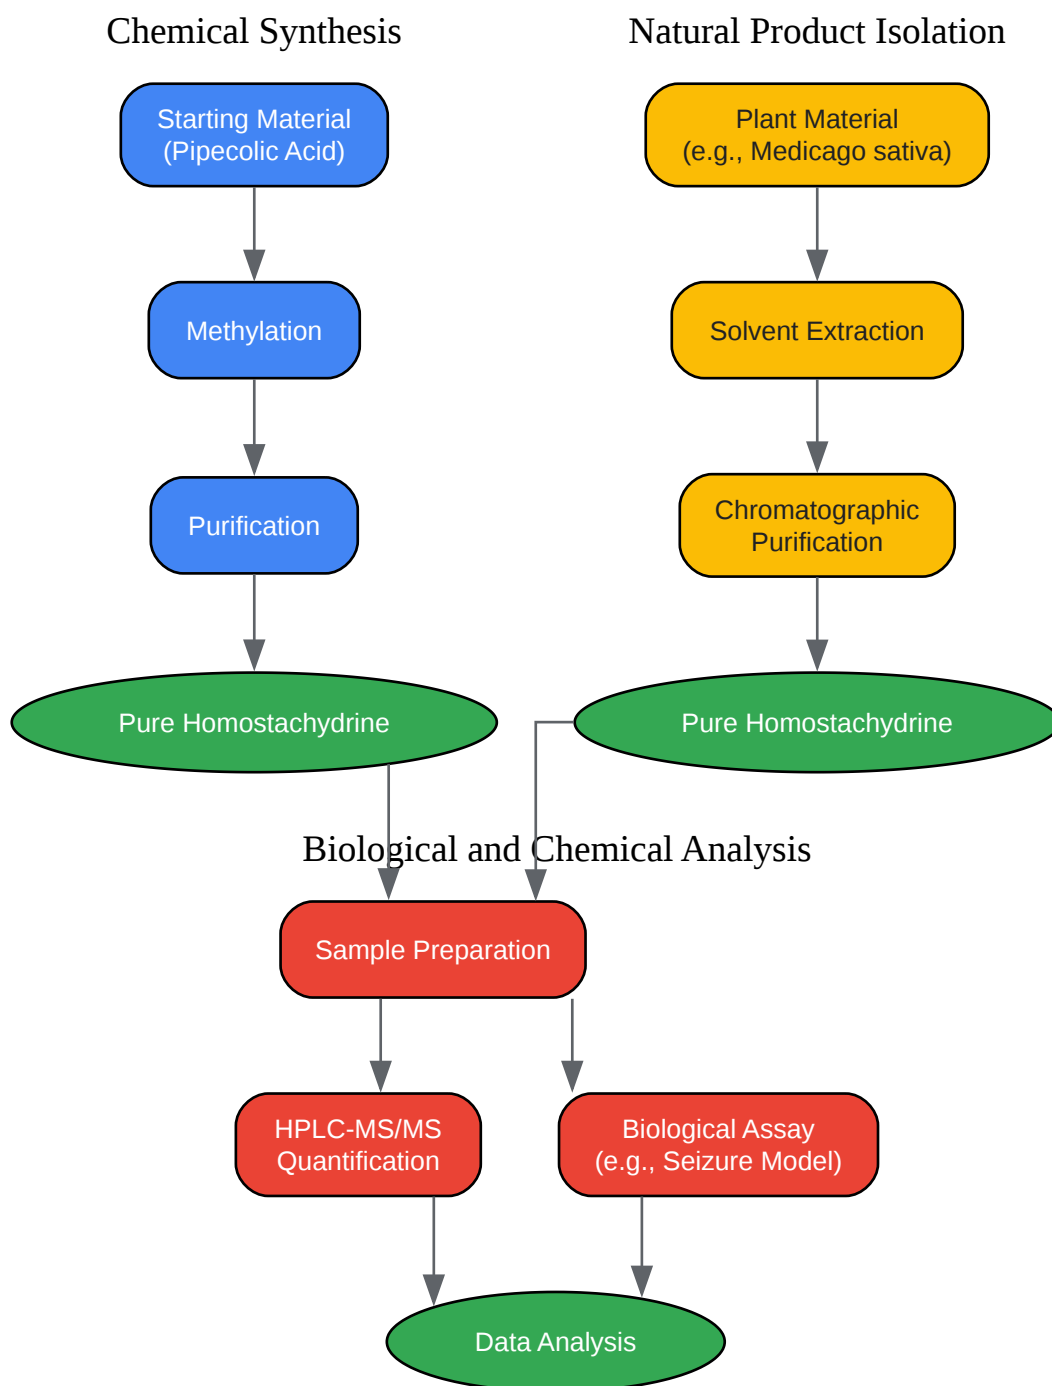 Chemical Synthesis
Starting Material
(Pipecolic Acid)
Methylation
Purification
Pure Homostachydrine
Natural Product Isolation
Plant Material
(e.g., Medicago sativa)
Solvent Extraction
Chromatographic
Purification
Pure Homostachydrine
Biological and Chemical Analysis
Sample Preparation
HPLC-MS/MS
Quantification
Biological Assay
(e.g., Seizure Model)
Data Analysis